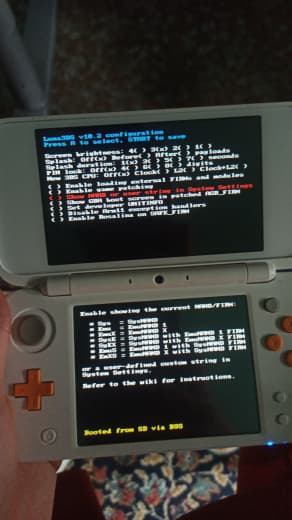 Luma3DS v10.2 configuration
Press A to select, START to save
Screen brightness: 4( ) 3(x) 2( ) 1( )
Splash: Off(x) Before( ) After( ) payloads
Splash duration: 1(x) 3( ) 5( ) 7( ) seconds
PIN lock: Off(x) 4( ) 6( ) 8( ) digits
New 3DS CPU: Off(x) Clock( ) L2( ) Clock+L2( )
( ) Enable loading external FIRMs and modules
( ) Enable game patching
( ) Show NAND or user string in System Settings
( ) Show GBA boot screen in patched AGB_FIRM
( ) Set developer UNITINFO
( ) Disable Arm11 exception handlers
( ) Enable Rosalina on SAFE_FIRM
Enable showing the current NAND/FIRM:
* Sys = SysNAND
* Emu = EmuNAND 1
* EmuX = EmuNAND X
* SysE = SysNAND with EmuNAND 1 FIRM
* SyEX = SysNAND with EmuNAND X FIRM
* EmuS = EmuNAND 1 with SysNAND FIRM
* EmXS = EmuNAND X with SysNAND FIRM
or a user-defined custom string in
System Settings.
Refer to the wiki for instructions.
Booted from SD via B9S